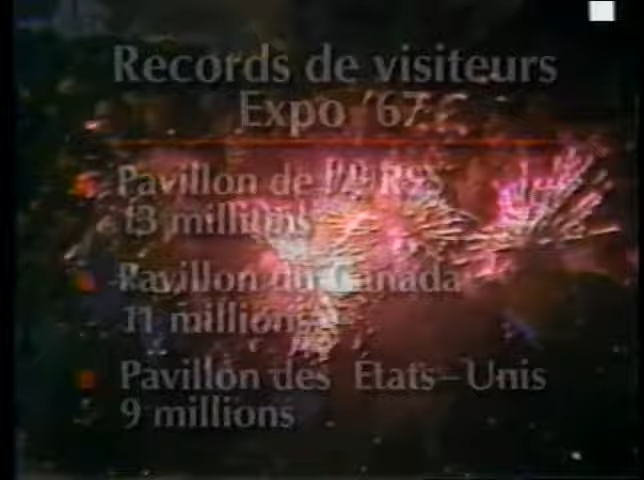 Records de visiteurs
Expo '67
Pavillon de l'URSS
13 millions
Pavillon du Canada
11 millions
Pavillon des États-Unis
9 millions